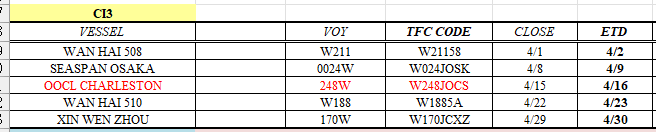 CI3
VESSEL VOY TFC CODE CLOSE ETD
WAN HAI 508 W211 W21158 4/1 4/2
SEASPAN OSAKA 0024W W024JOSK 4/8 4/9
OOCL CHARLESTON 248W W248JOCS 4/15 4/16
WAN HAI 510 W188 W1885A 4/22 4/23
XIN WEN ZHOU 170W W170JCXZ 4/29 4/30